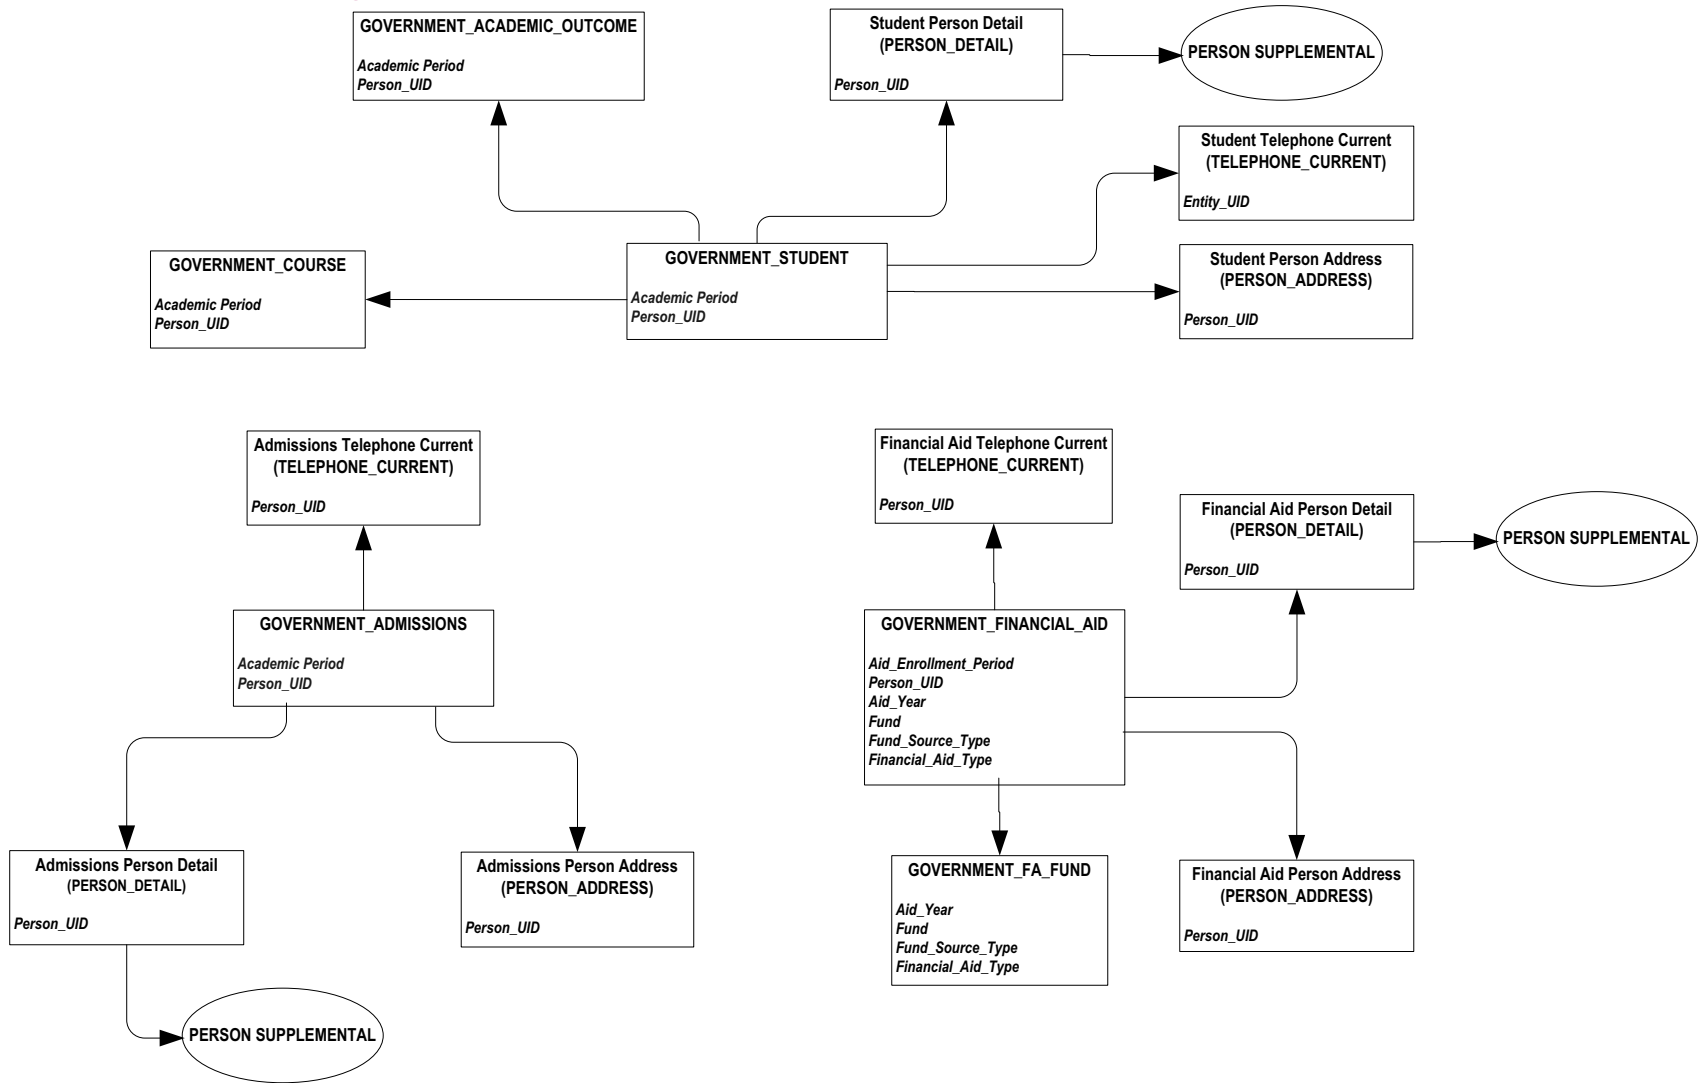 GOVERNMENT_ACADEMIC_OUTCOME
Academic Period
Person_UID
Student Person Detail
(PERSON_DETAIL)
Person_UID
PERSON SUPPLEMENTAL
Student Telephone Current
(TELEPHONE_CURRENT)
Entity_UID
GOVERNMENT_COURSE
Academic Period
Person_UID
GOVERNMENT_STUDENT
Academic Period
Person_UID
Student Person Address
(PERSON_ADDRESS)
Person_UID
Admissions Telephone Current
(TELEPHONE_CURRENT)
Person_UID
GOVERNMENT_ADMISSIONS
Academic Period
Person_UID
Admissions Person Detail
(PERSON_DETAIL)
Person_UID
Admissions Person Address
(PERSON_ADDRESS)
Person_UID
PERSON SUPPLEMENTAL
Financial Aid Telephone Current
(TELEPHONE_CURRENT)
Person_UID
Financial Aid Person Detail
(PERSON_DETAIL)
Person_UID
PERSON SUPPLEMENTAL
GOVERNMENT_FINANCIAL_AID
Aid_Enrollment_Period
Person_UID
Aid_Year
Fund
Fund_Source_Type
Financial_Aid_Type
GOVERNMENT_FA_FUND
Aid_Year
Fund
Fund_Source_Type
Financial_Aid_Type
Financial Aid Person Address
(PERSON_ADDRESS)
Person_UID